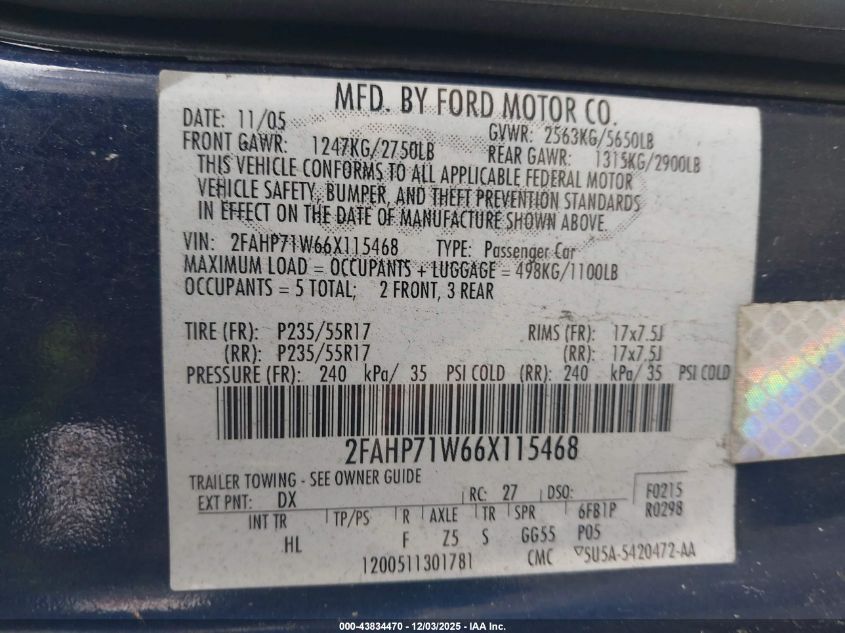 MFD. BY FORD MOTOR CO.
DATE: 11/05 GVWR: 2563KG/5650LB
FRONT GAWR: 1247KG/2750LB REAR GAWR: 1315KG/2900LB
THIS VEHICLE CONFORMS TO ALL APPLICABLE FEDERAL MOTOR
VEHICLE SAFETY, BUMPER, AND THEFT PREVENTION STANDARDS
IN EFFECT ON THE DATE OF MANUFACTURE SHOWN ABOVE.
VIN: 2FAHP71W66X115468 TYPE: Passenger Car
MAXIMUM LOAD = OCCUPANTS + LUGGAGE = 498KG/1100LB
OCCUPANTS = 5 TOTAL; 2 FRONT, 3 REAR
TIRE (FR): P235/55R17 RIMS (FR): 17x7.5J
(RR): P235/55R17 (RR): 17x7.5J
PRESSURE (FR): 240 kPa/ 35 PSI COLD (RR): 240 kPa/ 35 PSI COLD
2FAHP71W66X115468
TRAILER TOWING - SEE OWNER GUIDE
EXT PNT: DX RC: 27 DSO: F0215
INT TR TP/PS R AXLE TR SPR 6FB1P R0298
HL F Z5 S GG55 P05
1200511301781 CMC SU5A-5420472-AA
000-43834470 - 12/03/2025 - IAA Inc.